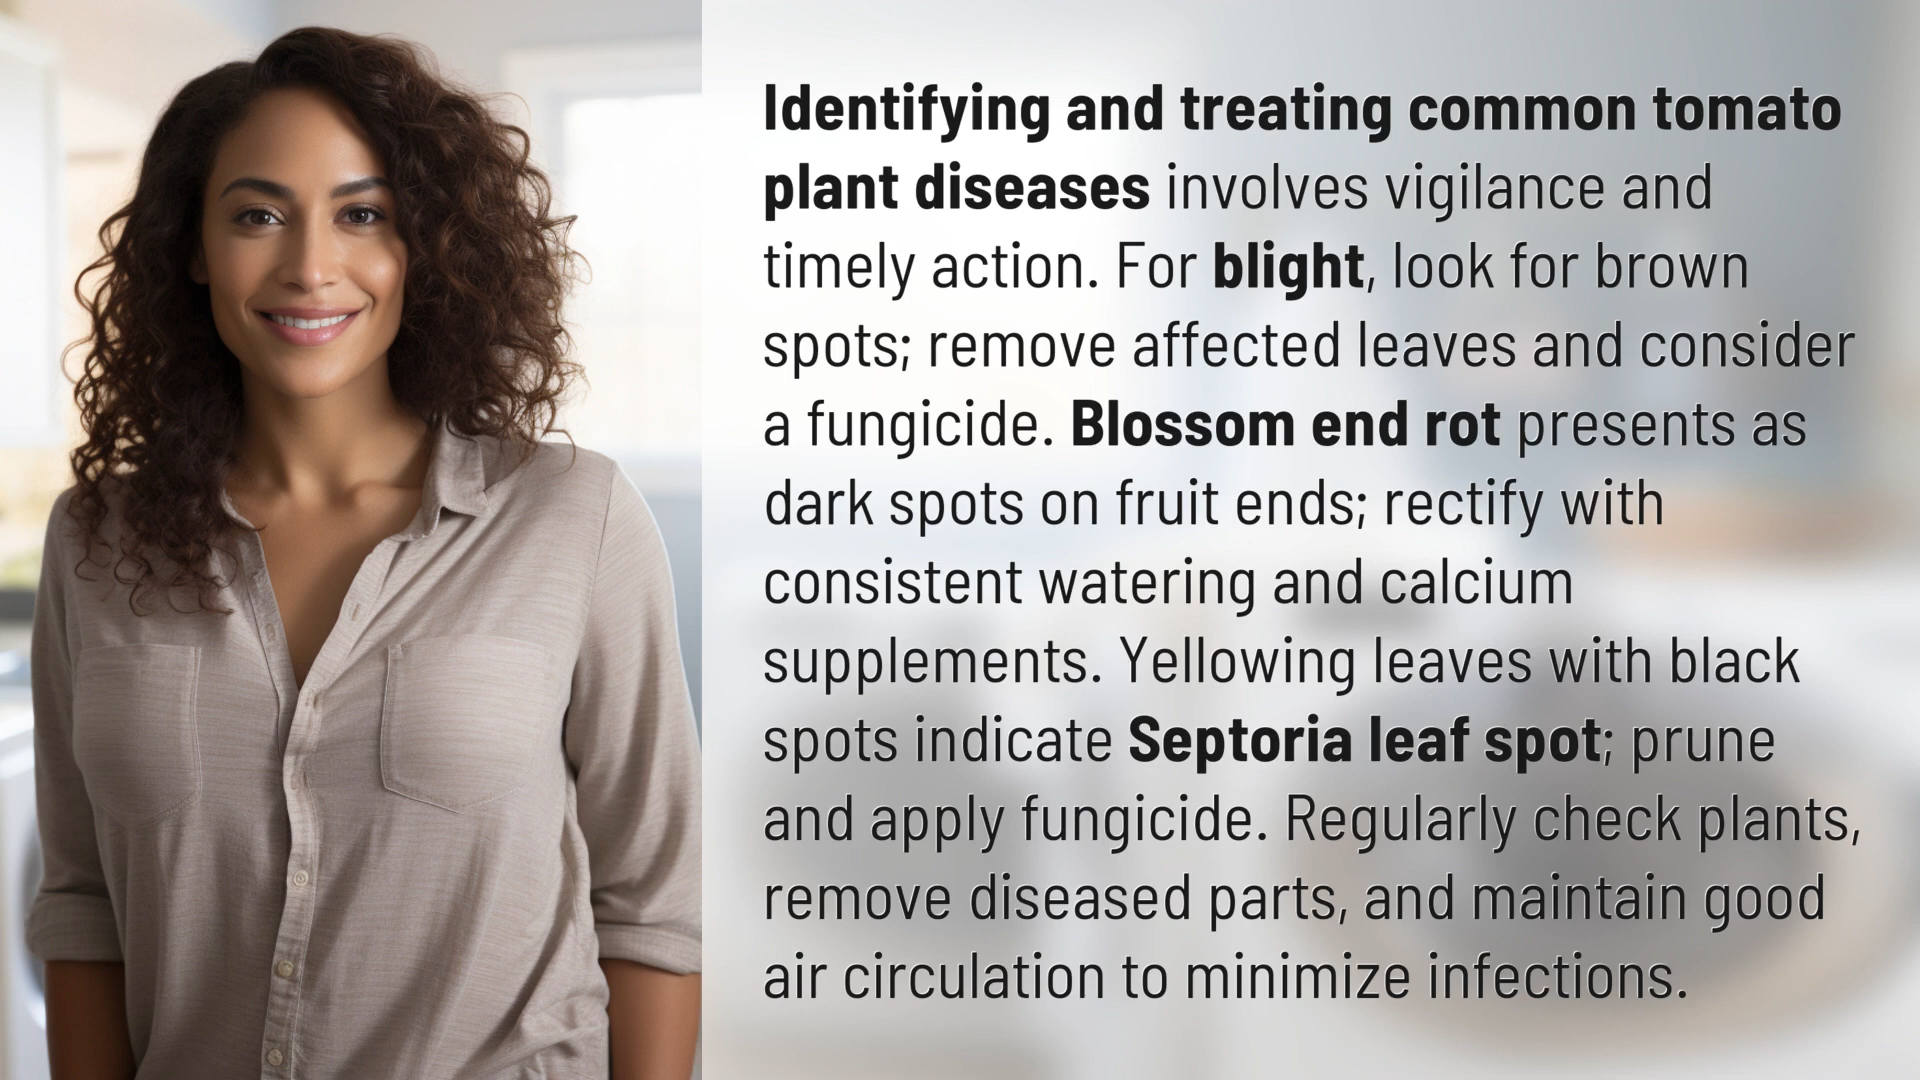 Identifying and treating common tomato
plant diseases involves vigilance and
timely action. For blight, look for brown
spots; remove affected leaves and consider
a fungicide. Blossom end rot presents as
dark spots on fruit ends; rectify with
consistent watering and calcium
supplements. Yellowing leaves with black
spots indicate Septoria leaf spot; prune
and apply fungicide. Regularly check plants,
remove diseased parts, and maintain good
air circulation to minimize infections.